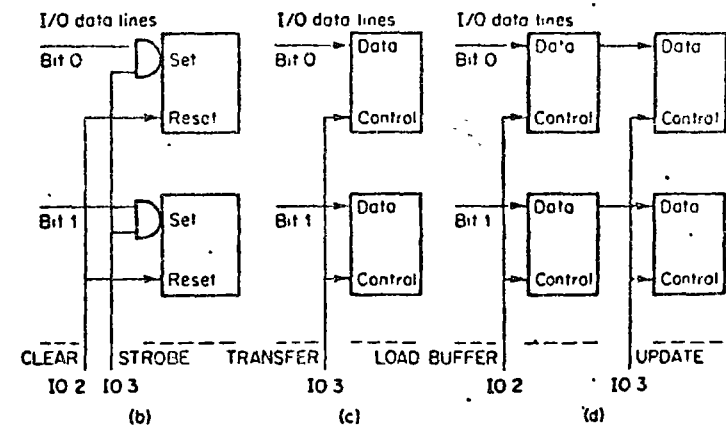 I/O data lines
Bit 0
Set
Reset
Bit 1
Set
Reset
CLEAR
STROBE
IO 2
IO 3
(b)
I/O data lines
Bit 0
Data
Control
Bit 1
Data
Control
TRANSFER
IO 3
(c)
I/O data lines
Bit 0
Data
Data
Control
Control
Bit 1
Data
Data
Control
Control
LOAD BUFFER
UPDATE
IO 2
IO 3
(d)